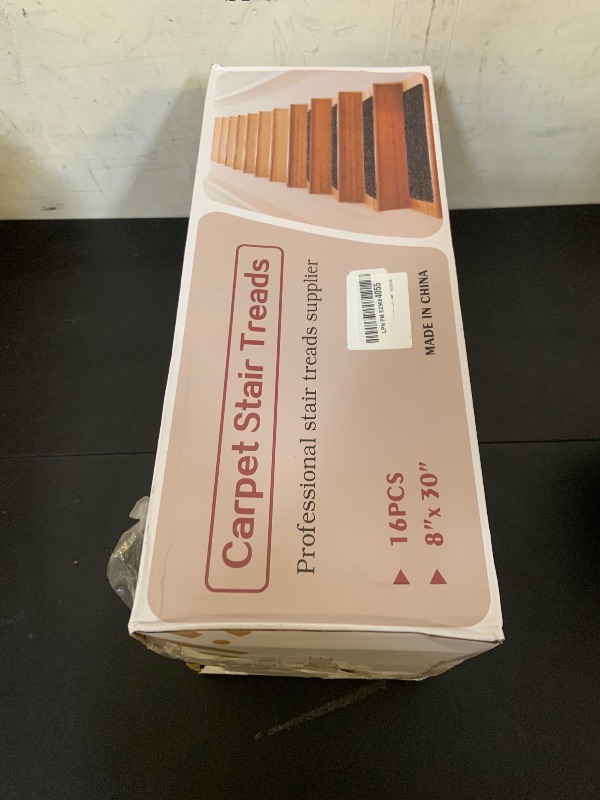 Carpet Stair Treads
Professional stair treads supplier
16PCS
8"x 30"
MADE IN CHINA